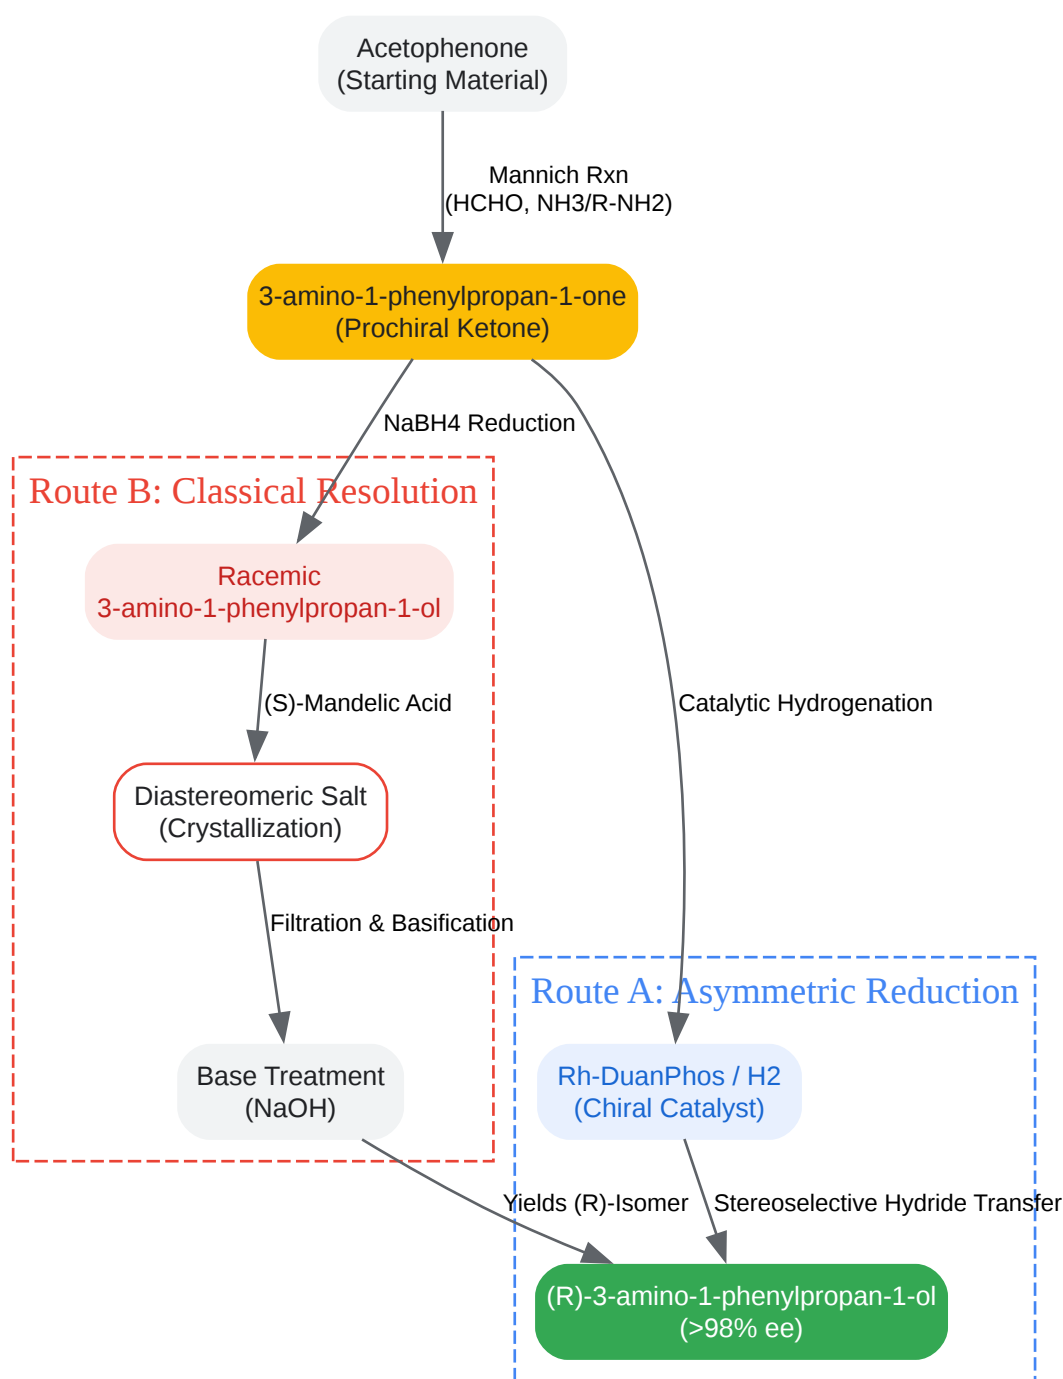 Acetophenone
(Starting Material)
Mannich Rxn
(HCHO, NH3/R-NH2)
3-amino-1-phenylpropan-1-one
(Prochiral Ketone)
NaBH4 Reduction
Route B: Classical Resolution
Racemic
3-amino-1-phenylpropan-1-ol
(S)-Mandelic Acid
Catalytic Hydrogenation
Diastereomeric Salt
(Crystallization)
Filtration & Basification
Route A: Asymmetric Reduction
Base Treatment
(NaOH)
Rh-DuanPhos / H2
(Chiral Catalyst)
Yields (R)-Isomer
Stereoselective Hydride Transfer
(R)-3-amino-1-phenylpropan-1-ol
(>98% ee)